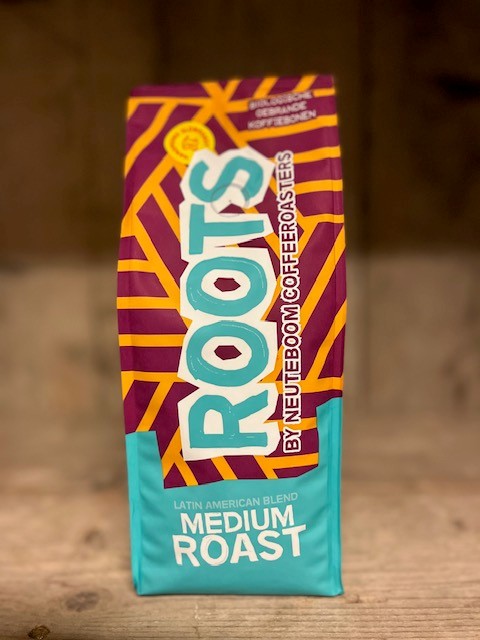 BIOLOGISCHE
GEBRANDE
KOFFIEBONEN
ROOTS
BY NEUTEBOOM COFFEEROASTERS
LATIN AMERICAN BLEND
MEDIUM
ROAST